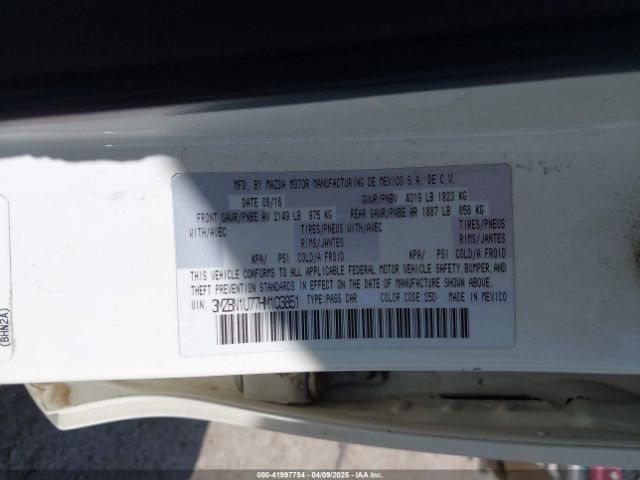 MFD. BY MAZDA MOTOR MANUFACTURING DE MEXICO S.A. DE C.V.
DATE 09/16 GVWR/PNBV 4019 LB 1823 KG
FRONT GAWR/PNBE AV 2149 LB 975 KG REAR GAWR/PNBE AR 1887 LB 856 KG
WITH/AVEC TIRES/PNEUS WITH/AVEC TIRES/PNEUS
RIMS/JANTES RIMS/JANTES
KPA/ PSI COLD/A FROID KPA/ PSI COLD/A FROID
THIS VEHICLE CONFORMS TO ALL APPLICABLE FEDERAL MOTOR VEHICLE SAFETY, BUMPER, AND
THEFT PREVENTION STANDARDS IN EFFECT ON THE DATE OF MANUFACTURE SHOWN ABOVE.
VIN: 3MZBN1U77HM103851 TYPE: PASS CAR COLOR CODE: 25D MADE IN MEXICO
(BHN2A)
000-41997754 | 04/09/2025 | IAA Inc.